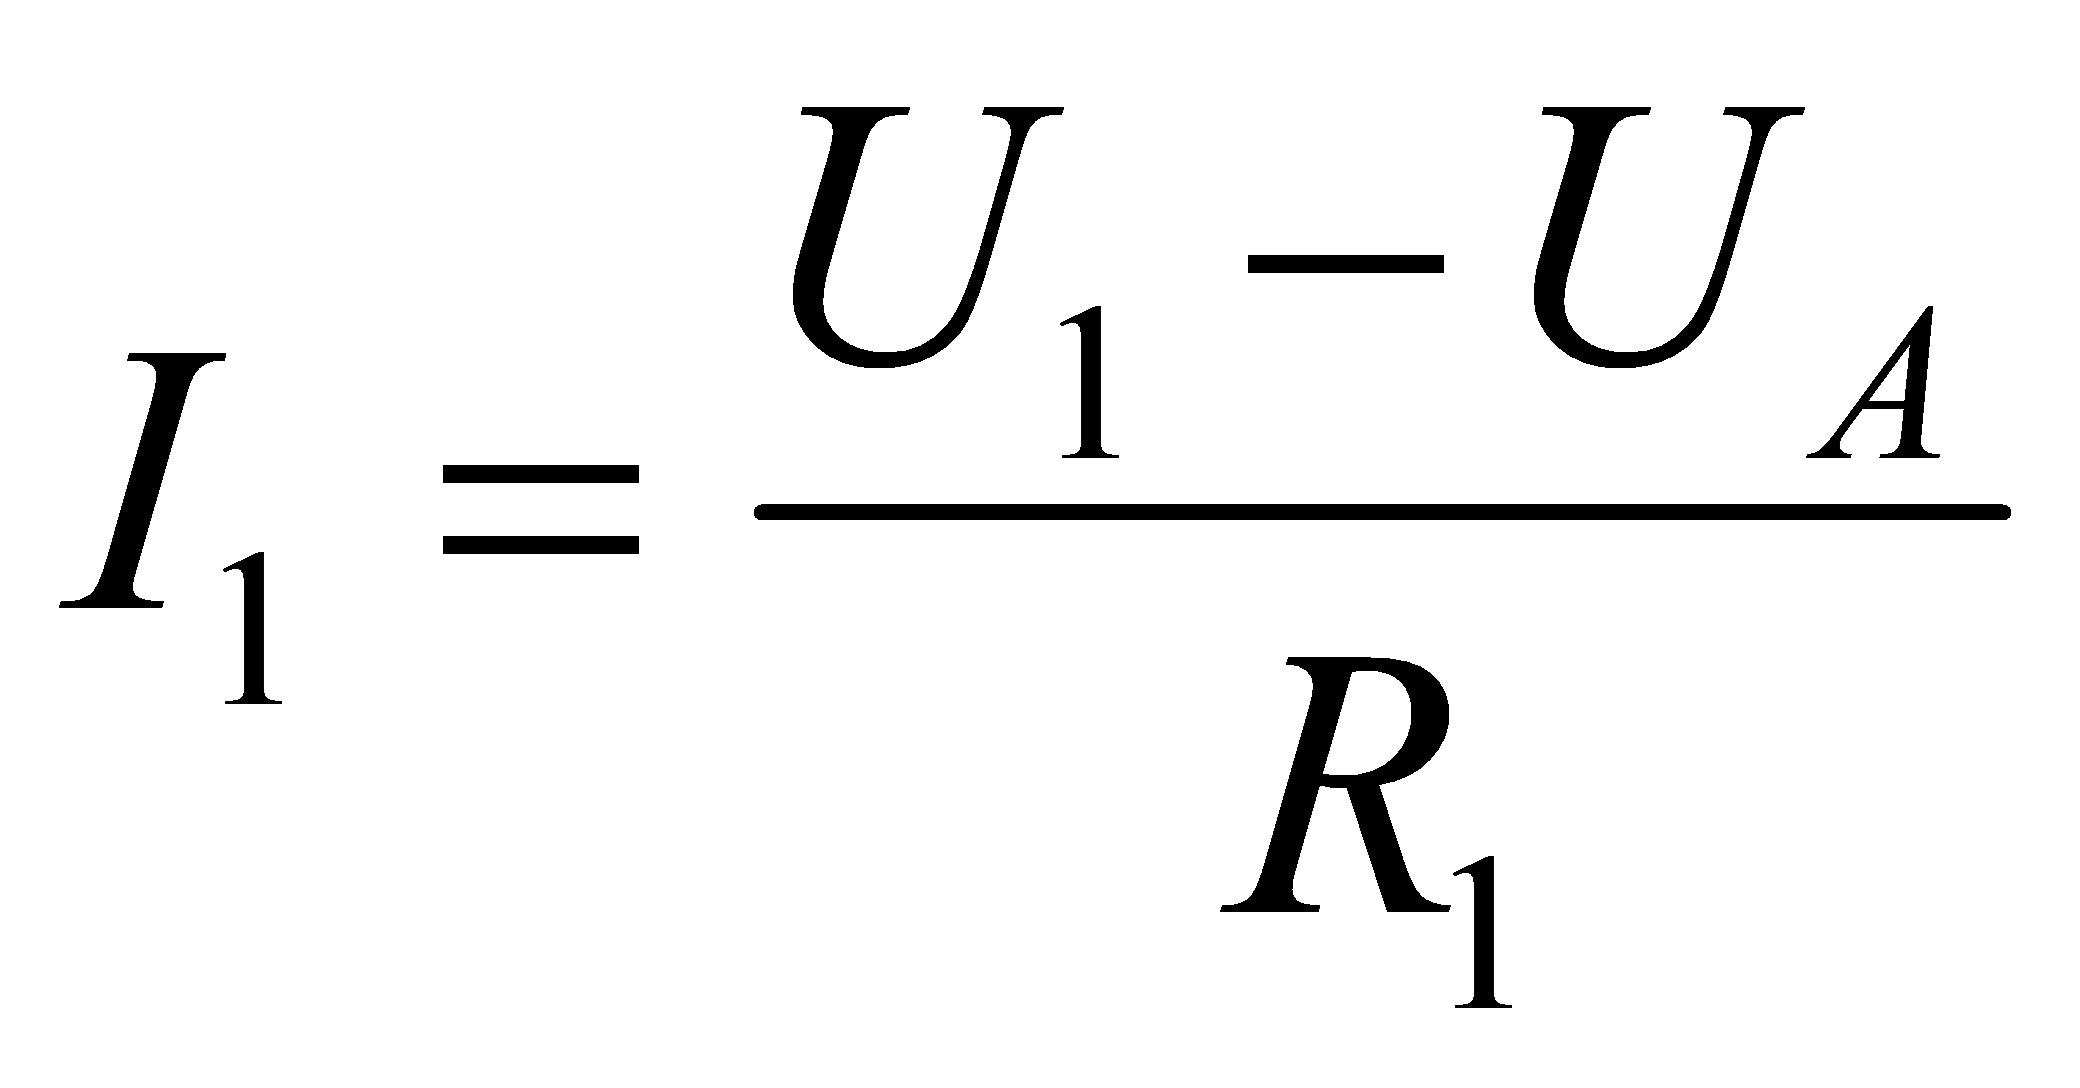 I₁ = (U₁ − U_A) / R₁